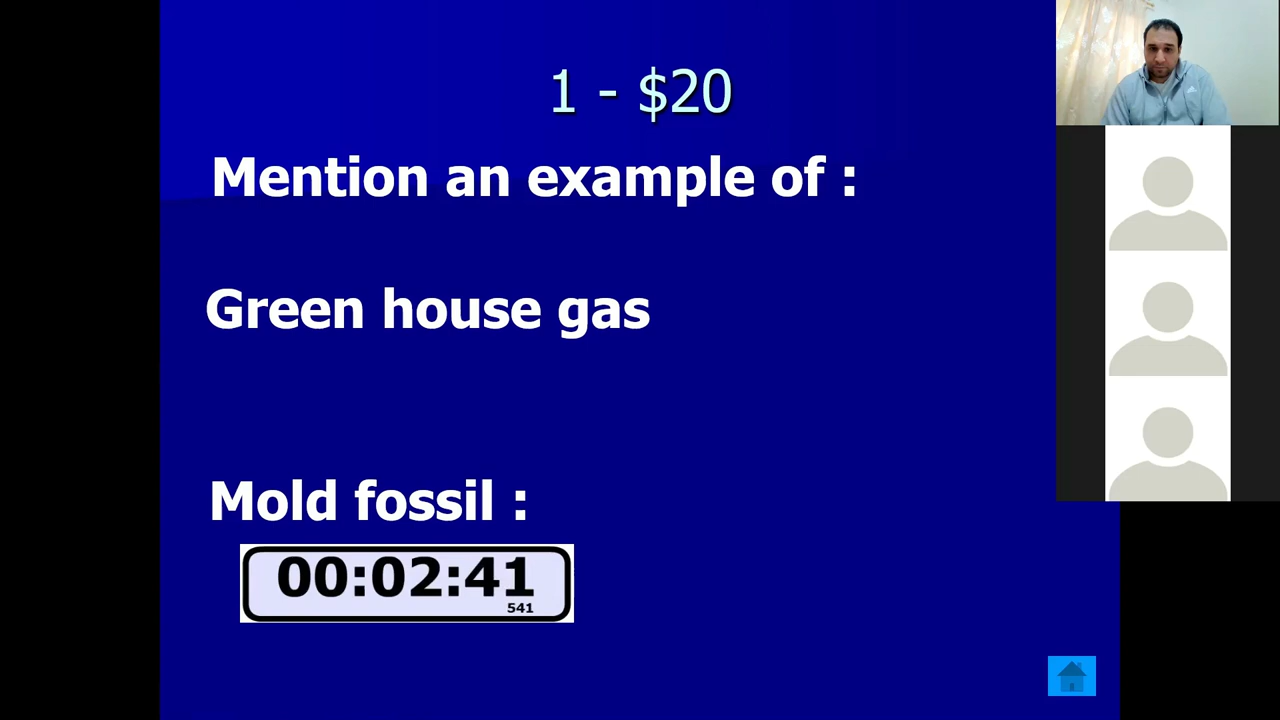 1 - $20
Mention an example of :
Green house gas
Mold fossil :
00:02:41
541